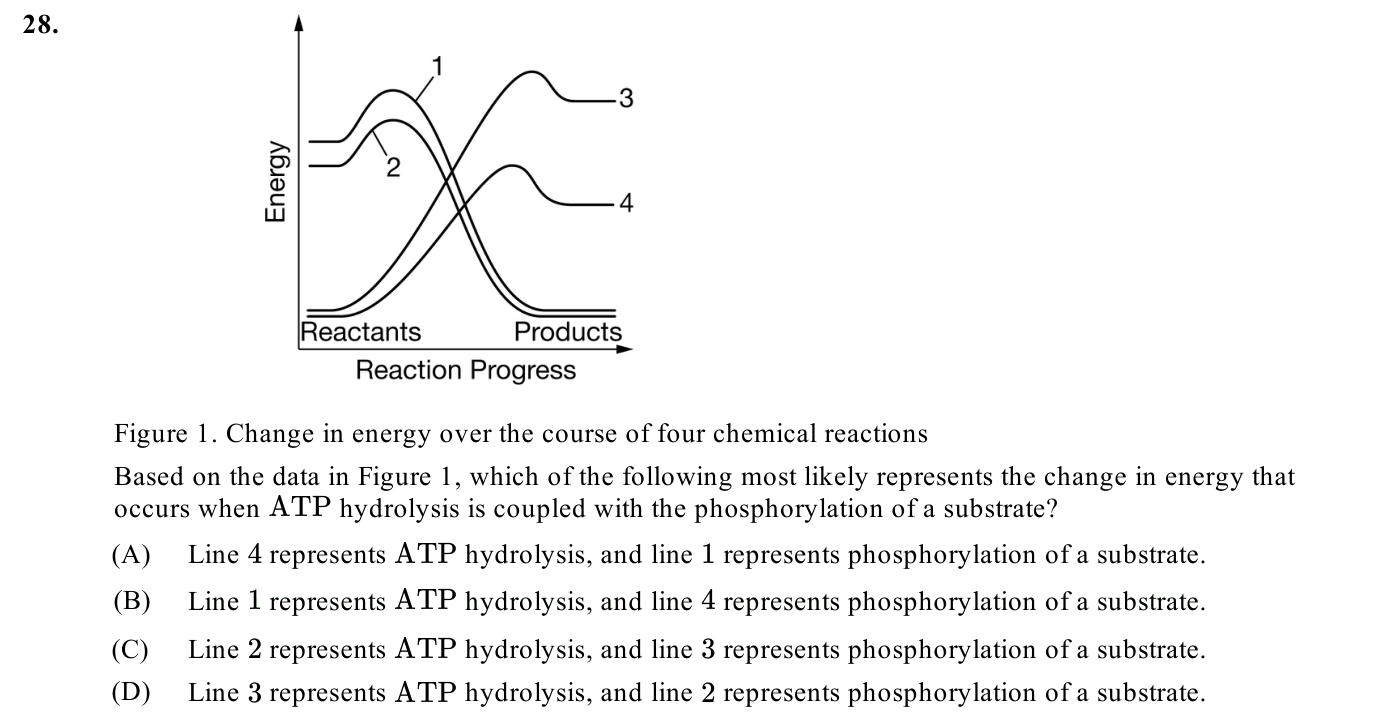 28.
1
3
Energy
2
4
Reactants Products
Reaction Progress
Figure 1. Change in energy over the course of four chemical reactions
Based on the data in Figure 1, which of the following most likely represents the change in energy that
occurs when ATP hydrolysis is coupled with the phosphorylation of a substrate?
(A) Line 4 represents ATP hydrolysis, and line 1 represents phosphorylation of a substrate.
(B) Line 1 represents ATP hydrolysis, and line 4 represents phosphorylation of a substrate.
(C) Line 2 represents ATP hydrolysis, and line 3 represents phosphorylation of a substrate.
(D) Line 3 represents ATP hydrolysis, and line 2 represents phosphorylation of a substrate.